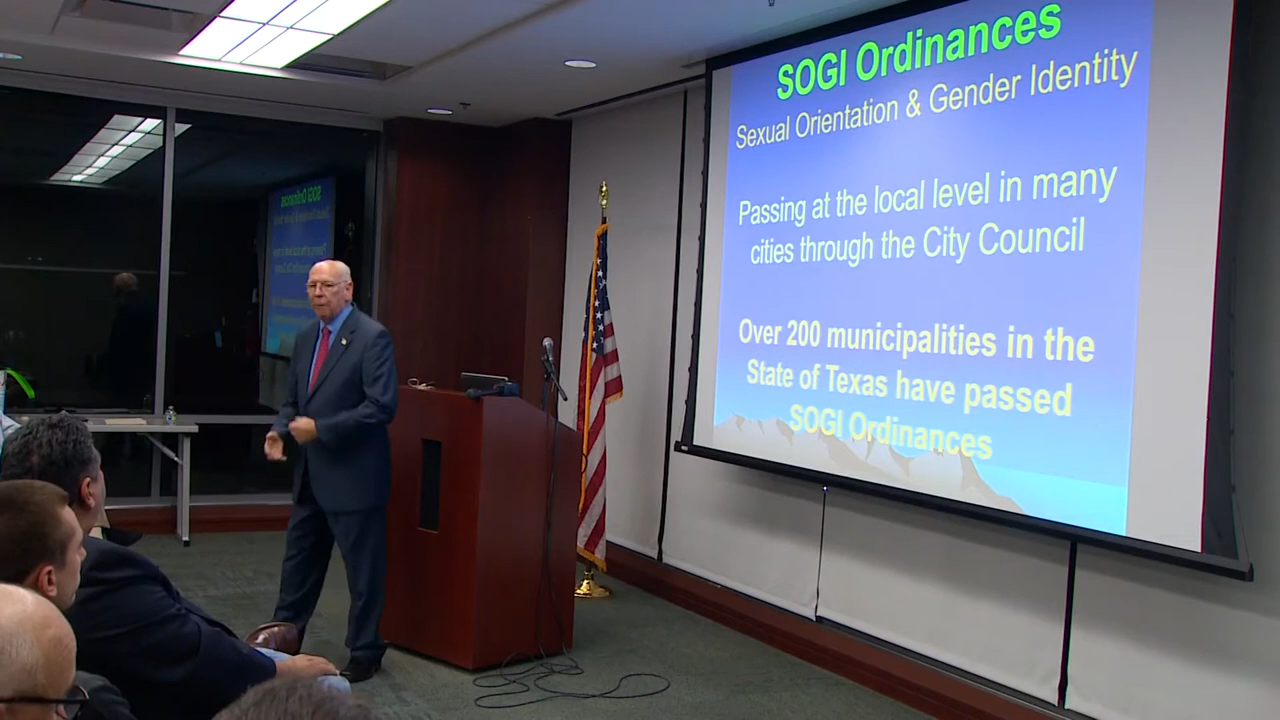 SOGI Ordinances
Sexual Orientation & Gender Identity
Passing at the local level in many
cities through the City Council
Over 200 municipalities in the
State of Texas have passed
SOGI Ordinances